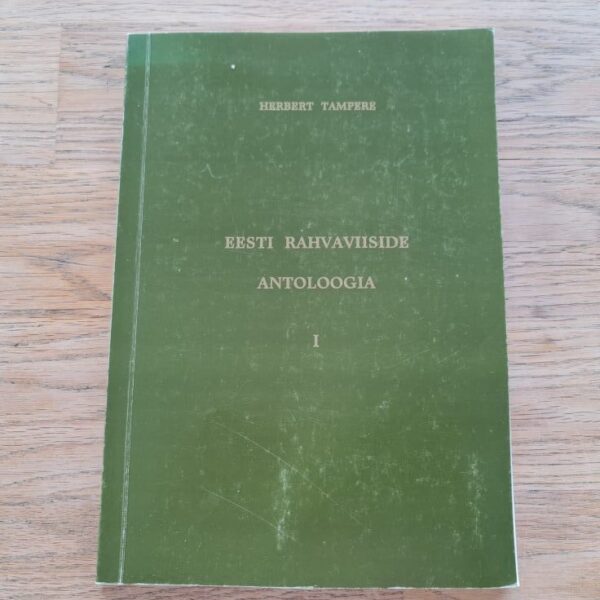 HERBERT TAMPERE
EESTI RAHVAVIISIDE
ANTOLOOGIA
I